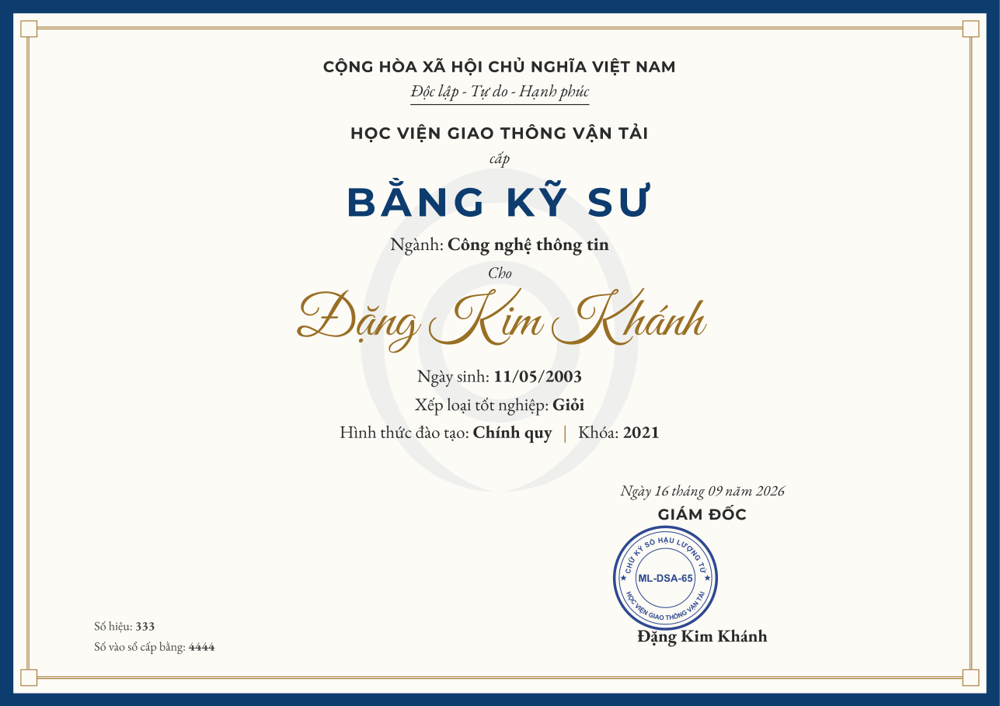 CỘNG HÒA XÃ HỘI CHỦ NGHĨA VIỆT NAM
Độc lập - Tự do - Hạnh phúc
HỌC VIỆN GIAO THÔNG VẬN TẢI
cấp
BẰNG KỸ SƯ
Ngành: Công nghệ thông tin
Cho
Đặng Kim Khánh
Ngày sinh: 11/05/2003
Xếp loại tốt nghiệp: Giỏi
Hình thức đào tạo: Chính quy | Khóa: 2021
Ngày 16 tháng 09 năm 2026
GIÁM ĐỐC
CHỮ KÝ SỐ HẬU LƯỢNG TỬ
ML-DSA-65
HỌC VIỆN GIAO THÔNG VẬN TẢI
Đặng Kim Khánh
Số hiệu: 333
Số vào sổ cấp bằng: 4444